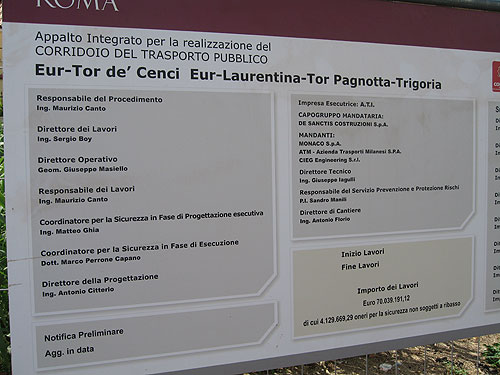 ROMA
Appalto Integrato per la realizzazione del
CORRIDOIO DEL TRASPORTO PUBBLICO
Eur-Tor de' Cenci Eur-Laurentina-Tor Pagnotta-Trigoria
Responsabile del Procedimento
Ing. Maurizio Canto
Direttore dei Lavori
Ing. Sergio Boy
Direttore Operativo
Geom. Giuseppe Masiello
Responsabile dei Lavori
Ing. Maurizio Canto
Coordinatore per la Sicurezza in Fase di Progettazione esecutiva
Ing. Matteo Ghia
Coordinatore per la Sicurezza in Fase di Esecuzione
Dott. Marco Perrone Capano
Direttore della Progettazione
Ing. Antonio Citterio
Notifica Preliminare
Agg. in data
Impresa Esecutrice: A.T.I.
CAPOGRUPPO MANDATARIA:
DE SANCTIS COSTRUZIONI S.p.A.
MANDANTI:
MONACO S.p.A.
ATM - Azienda Trasporti Milanesi S.P.A.
CIEG Engineering S.r.l.
Direttore Tecnico
Ing. Giuseppe Iagulli
Responsabile del Servizio Prevenzione e Protezione Rischi
P.I. Sandro Manili
Direttore di Cantiere
Ing. Antonio Florio
Inizio Lavori
Fine Lavori
Importo dei Lavori
Euro 70.039.191,12
di cui 4.129.669,29 oneri per la sicurezza non soggetti a ribasso